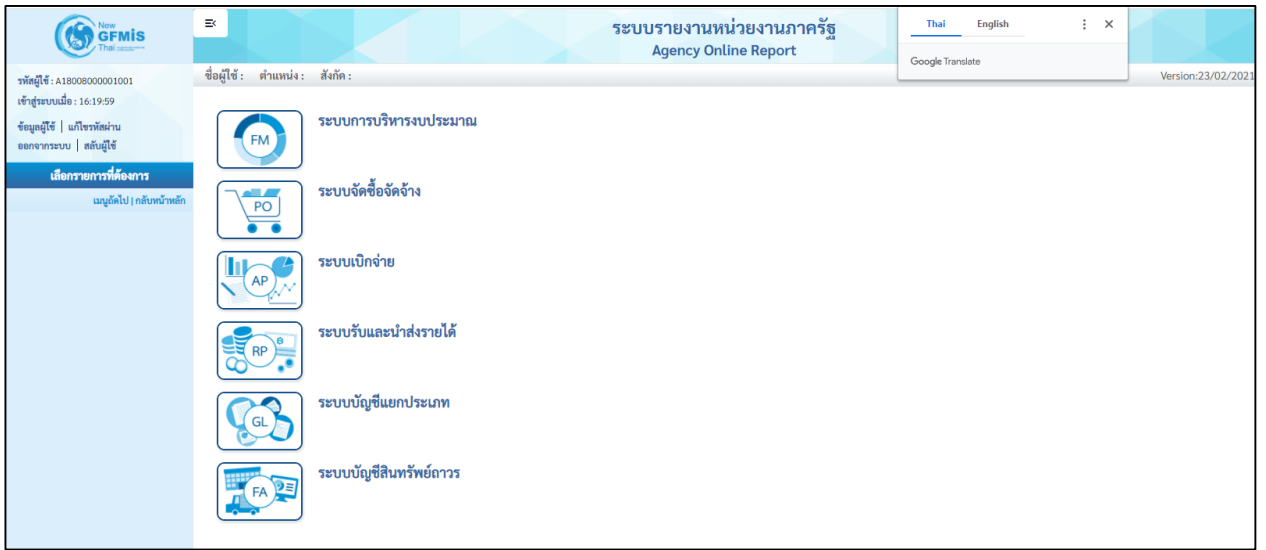 New
GFMIS
Thai
ระบบรายงานหน่วยงานภาครัฐ
Agency Online Report
Thai English
Google Translate
รหัสผู้ใช้ : A18008000001001
เข้าสู่ระบบเมื่อ : 16:19:59
ข้อมูลผู้ใช้ | แก้ไขรหัสผ่าน
ออกจากระบบ | สลับผู้ใช้
เลือกรายการที่ต้องการ
เมนูถัดไป | กลับหน้าหลัก
ชื่อผู้ใช้ : ตำแหน่ง : สังกัด :
Version:23/02/2021
FM ระบบการบริหารงบประมาณ
PO ระบบจัดซื้อจัดจ้าง
AP ระบบเบิกจ่าย
RP ระบบรับและนำส่งรายได้
GL ระบบบัญชีแยกประเภท
FA ระบบบัญชีสินทรัพย์ถาวร